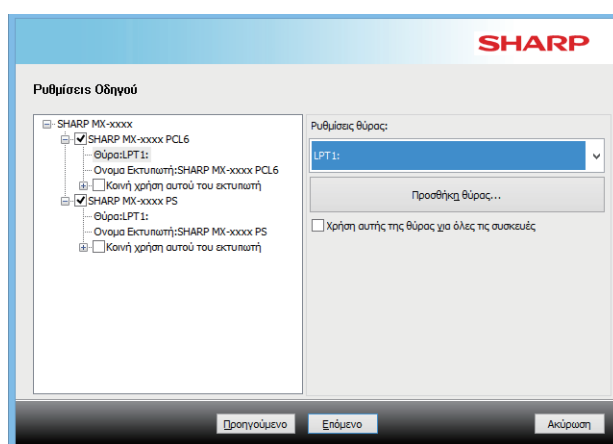 SHARP
Ρυθμίσεις Οδηγού
SHARP MX-xxxx
SHARP MX-xxxx PCL6
Θύρα:LPT1:
Όνομα Εκτυπωτή:SHARP MX-xxxx PCL6
Κοινή χρήση αυτού του εκτυπωτή
SHARP MX-xxxx PS
Θύρα:LPT1:
Όνομα Εκτυπωτή:SHARP MX-xxxx PS
Κοινή χρήση αυτού του εκτυπωτή
Ρυθμίσεις θύρας:
LPT1:
Προσθήκη θύρας...
Χρήση αυτής της θύρας για όλες τις συσκευές
Προηγούμενο
Επόμενο
Ακύρωση